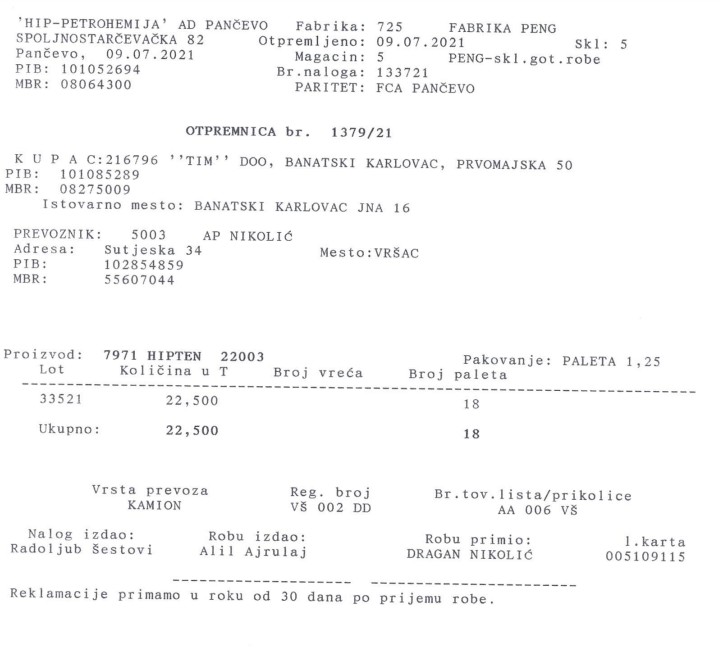 'HIP-PETROHEMIJA' AD PANČEVO Fabrika: 725 FABRIKA PENG
SPOLJNOSTARČEVAČKA 82 Otpremljeno: 09.07.2021 Skl: 5
Pančevo, 09.07.2021 Magacin: 5 PENG-skl.got.robe
PIB: 101052694 Br.naloga: 133721
MBR: 08064300 PARITET: FCA PANČEVO
OTPREMNICA br. 1379/21
K U P A C:216796 ''TIM'' DOO, BANATSKI KARLOVAC, PRVOMAJSKA 50
PIB: 101085289
MBR: 08275009
Istovarno mesto: BANATSKI KARLOVAC JNA 16
PREVOZNIK: 5003 AP NIKOLIĆ
Adresa: Sutjeska 34 Mesto:VRŠAC
PIB: 102854859
MBR: 55607044
Proizvod: 7971 HIPTEN 22003 Pakovanje: PALETA 1,25
Lot Količina u T Broj vreća Broj paleta
33521 22,500 18
Ukupno: 22,500 18
Vrsta prevoza Reg. broj Br.tov.lista/prikolice
KAMION VŠ 002 DD AA 006 VŠ
Nalog izdao: Robu izdao: Robu primio: l.karta
Radoljub Šestovi Alil Ajrulaj DRAGAN NIKOLIĆ 005109115
Reklamacije primamo u roku od 30 dana po prijemu robe.